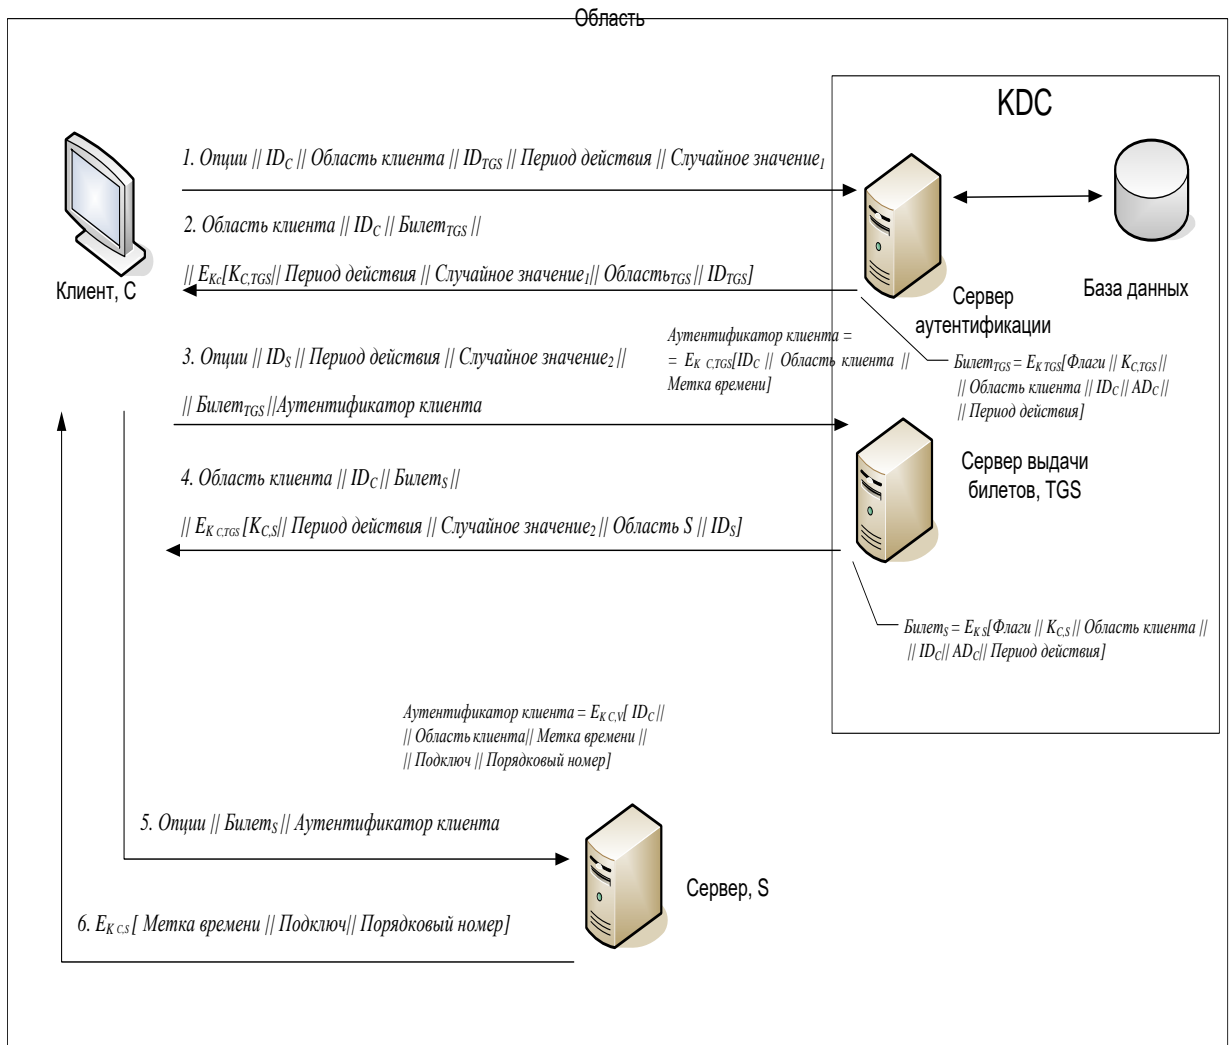 Область
KDC
1. Опции || ID_C || Область клиента || ID_TGS || Период действия || Случайное значение_1
2. Область клиента || ID_C || Билет_TGS ||
|| E_Kc[K_C,TGS|| Период действия || Случайное значение_1|| Область_TGS || ID_TGS]
Клиент, С
Сервер
аутентификации
База данных
3. Опции || ID_S || Период действия || Случайное значение_2 ||
|| Билет_TGS ||Аутентификатор клиента
Аутентификатор клиента =
= E_K C,TGS[ID_C || Область клиента ||
Метка времени]
Билет_TGS = E_K TGS[Флаги || K_C,TGS ||
|| Область клиента || ID_C || AD_C ||
|| Период действия]
Сервер выдачи
билетов, TGS
4. Область клиента || ID_C || Билет_S ||
|| E_K C,TGS [K_C,S|| Период действия || Случайное значение_2 || Область S || ID_S]
Билет_S = E_K S[Флаги || K_C,S || Область клиента ||
|| ID_C|| AD_C|| Период действия]
Аутентификатор клиента = E_K C,V[ ID_C ||
|| Область клиента|| Метка времени ||
|| Подключ || Порядковый номер]
5. Опции || Билет_S || Аутентификатор клиента
Сервер, S
6. E_K C,S [ Метка времени || Подключ|| Порядковый номер]